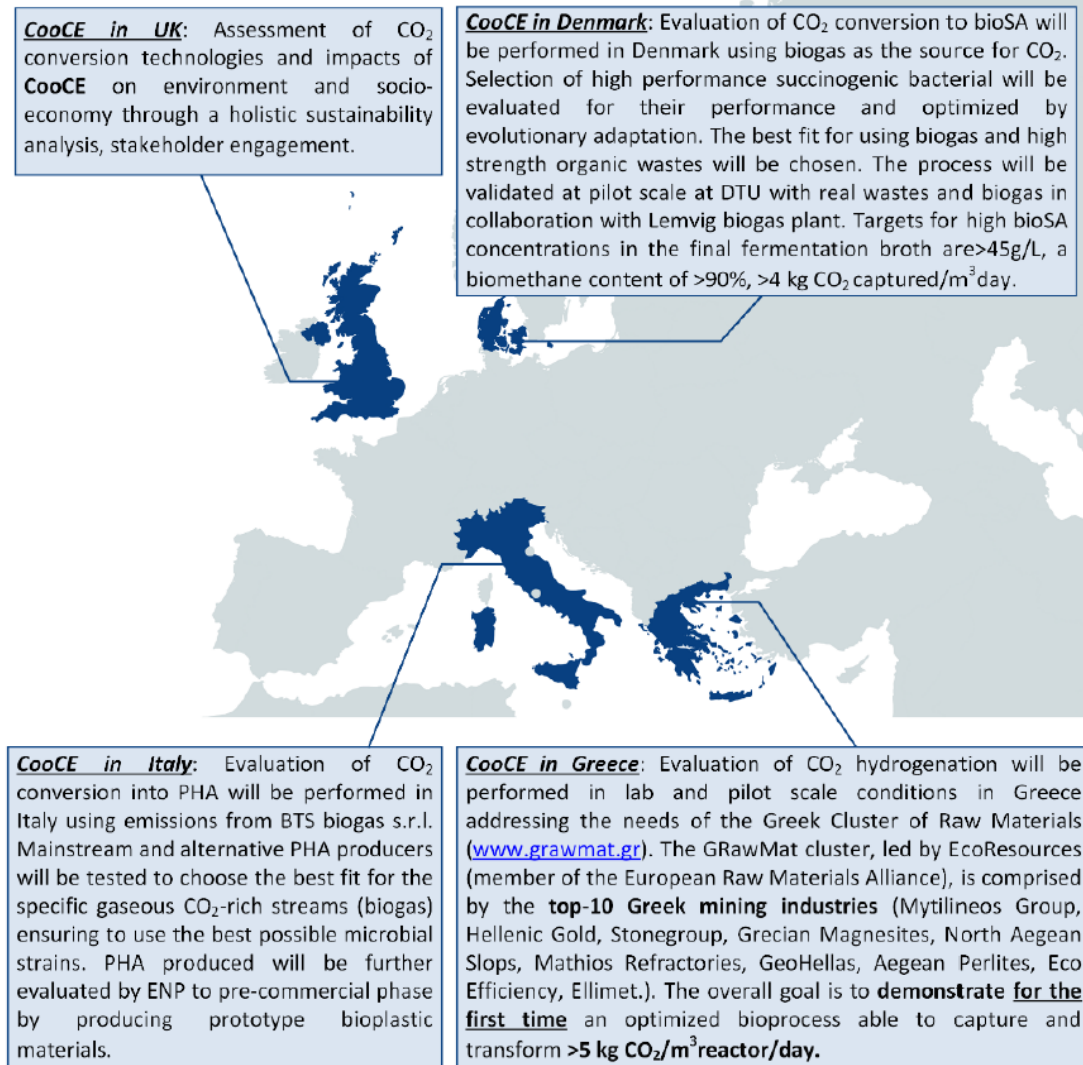 CooCE in UK: Assessment of CO₂
conversion technologies and impacts of
CooCE on environment and socio-
economy through a holistic sustainability
analysis, stakeholder engagement.
CooCE in Denmark: Evaluation of CO₂ conversion to bioSA will
be performed in Denmark using biogas as the source for CO₂.
Selection of high performance succinogenic bacterial will be
evaluated for their performance and optimized by
evolutionary adaptation. The best fit for using biogas and high
strength organic wastes will be chosen. The process will be
validated at pilot scale at DTU with real wastes and biogas in
collaboration with Lemvig biogas plant. Targets for high bioSA
concentrations in the final fermentation broth are>45g/L, a
biomethane content of >90%, >4 kg CO₂ captured/m³day.
CooCE in Italy: Evaluation of CO₂
conversion into PHA will be performed in
Italy using emissions from BTS biogas s.r.l.
Mainstream and alternative PHA producers
will be tested to choose the best fit for the
specific gaseous CO₂-rich streams (biogas)
ensuring to use the best possible microbial
strains. PHA produced will be further
evaluated by ENP to pre-commercial phase
by producing prototype bioplastic
materials.
CooCE in Greece: Evaluation of CO₂ hydrogenation will be
performed in lab and pilot scale conditions in Greece
addressing the needs of the Greek Cluster of Raw Materials
(www.grawmat.gr). The GRawMat cluster, led by EcoResources
(member of the European Raw Materials Alliance), is comprised
by the top-10 Greek mining industries (Mytilineos Group,
Hellenic Gold, Stonegroup, Grecian Magnesites, North Aegean
Slops, Mathios Refractories, GeoHellas, Aegean Perlites, Eco
Efficiency, Ellimet.). The overall goal is to demonstrate for the
first time an optimized bioprocess able to capture and
transform >5 kg CO₂/m³reactor/day.